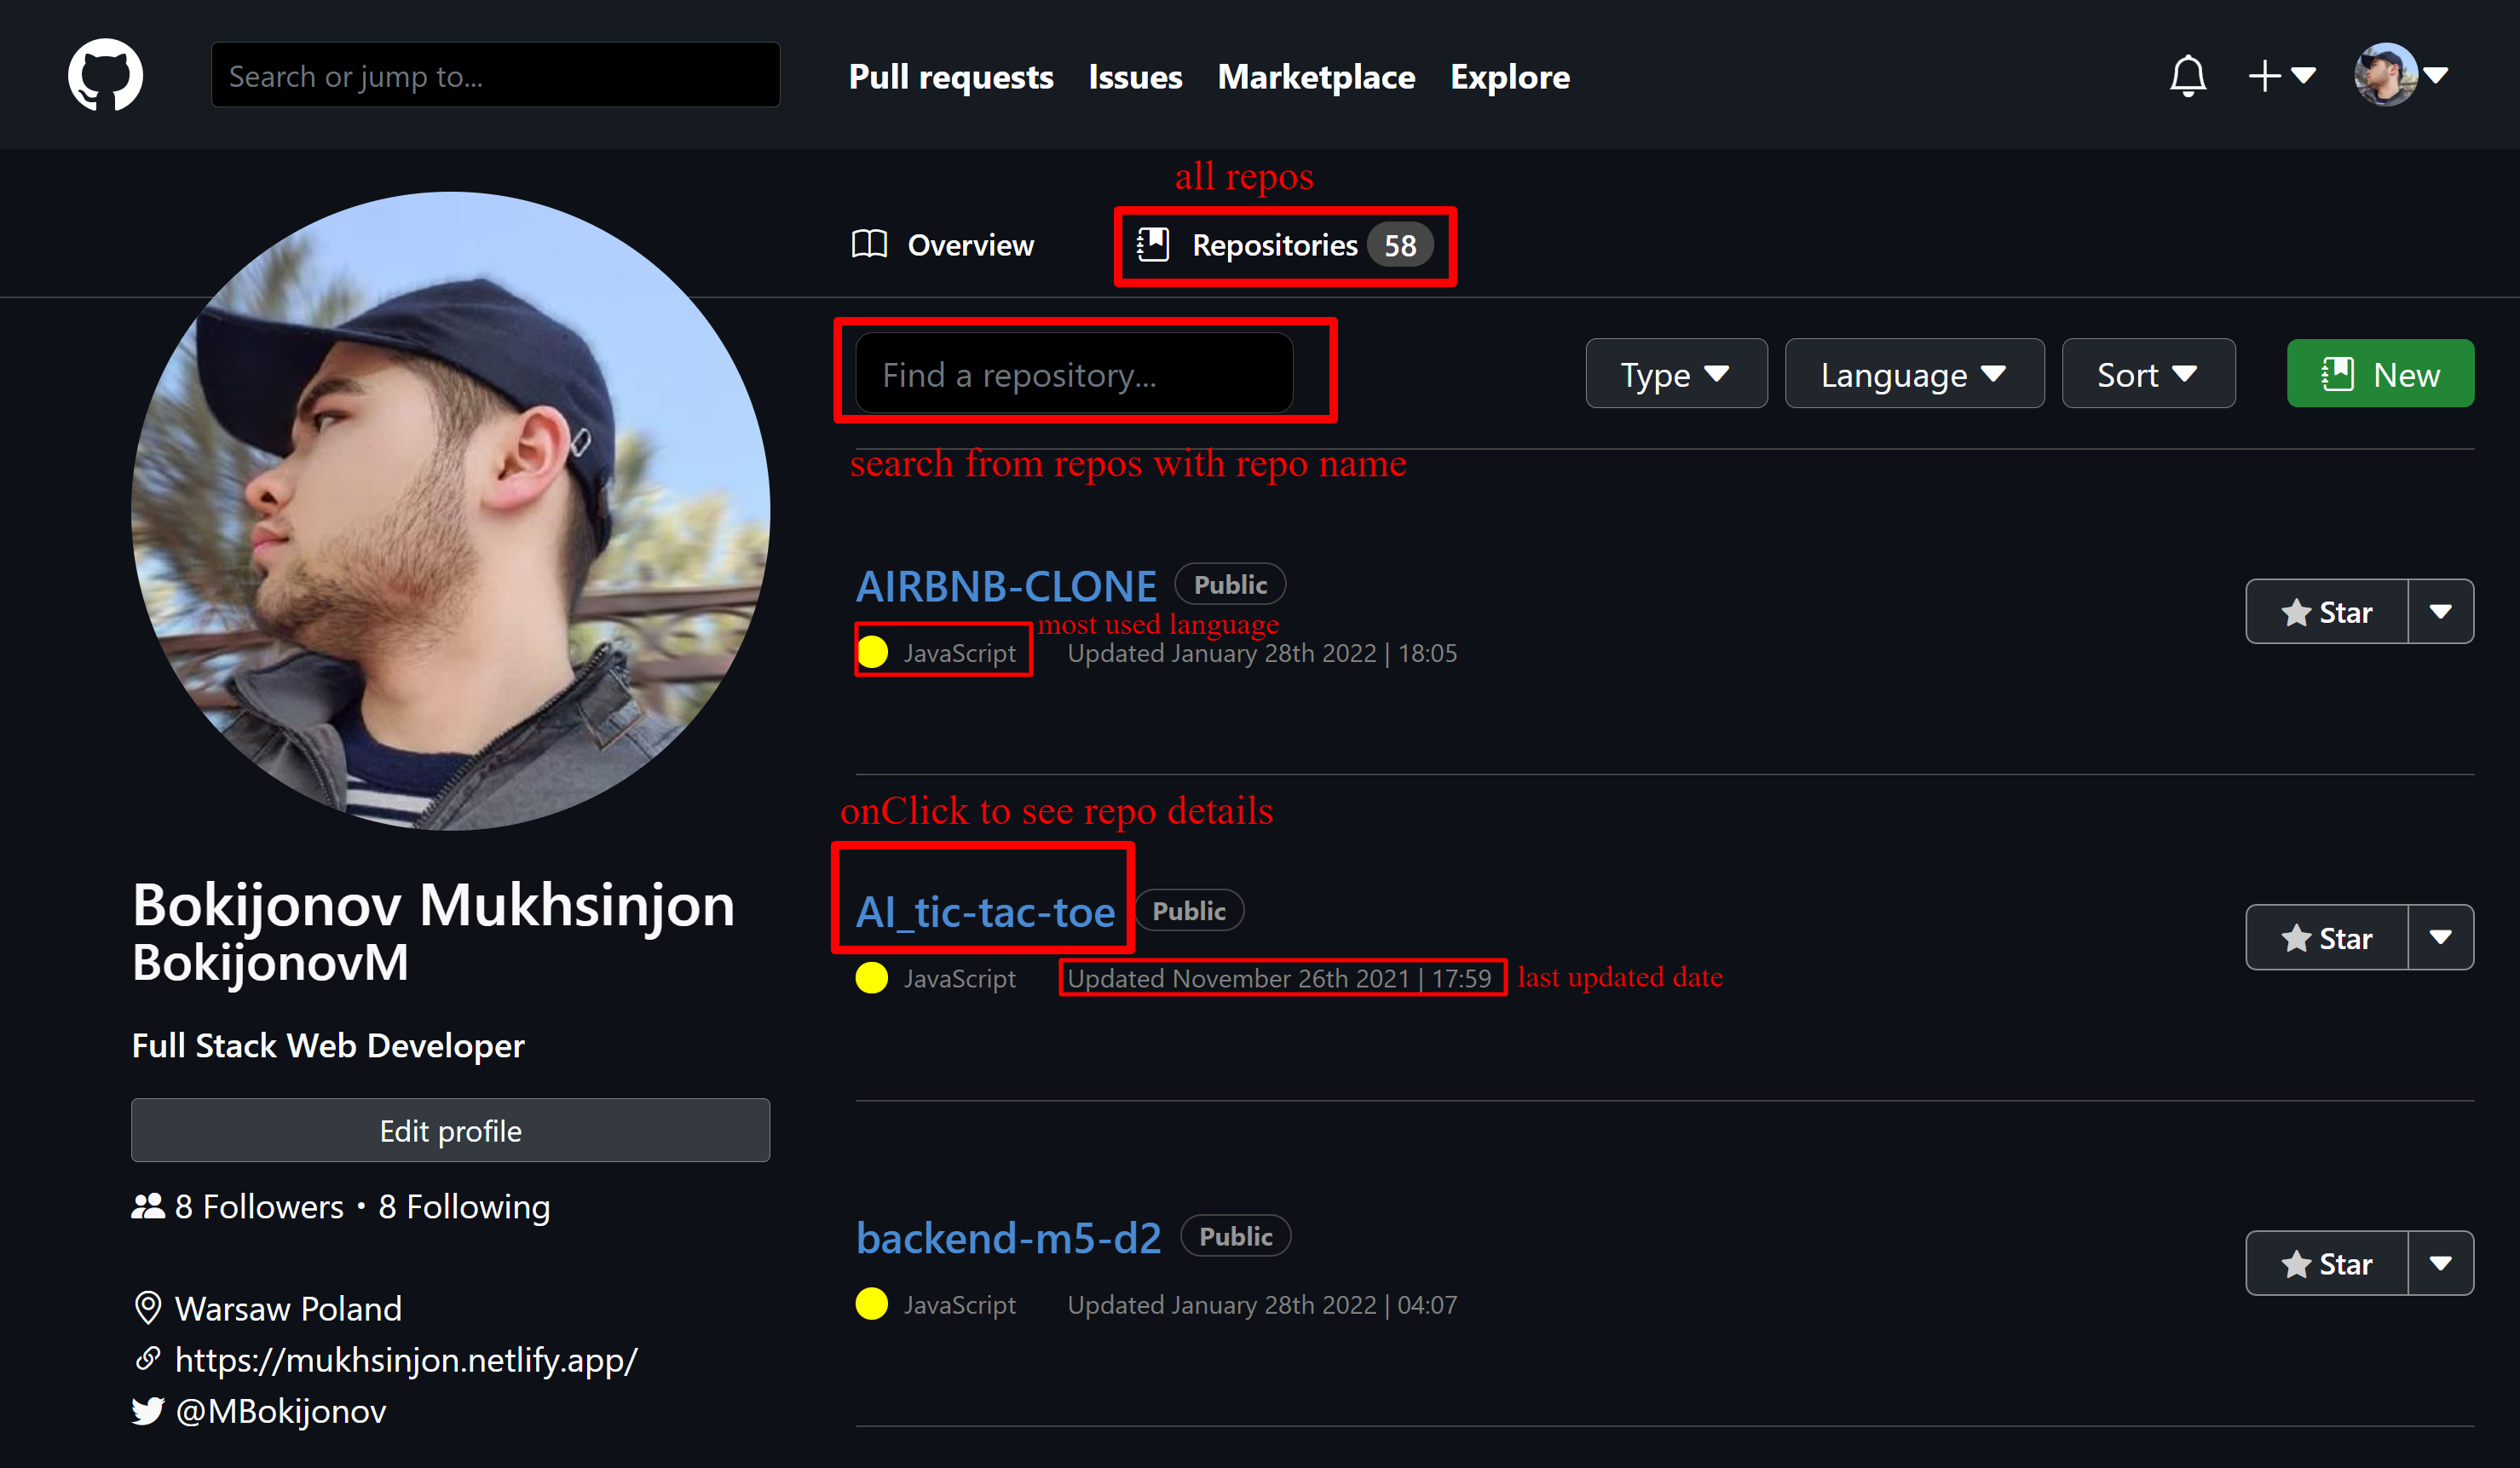 Search or jump to...
Pull requests Issues Marketplace Explore
all repos
Overview Repositories 58
Find a repository...
Type Language Sort New
search from repos with repo name
AIRBNB-CLONE Public
Star
most used language
JavaScript Updated January 28th 2022 | 18:05
onClick to see repo details
AI_tic-tac-toe Public
Star
JavaScript Updated November 26th 2021 | 17:59 last updated date
backend-m5-d2 Public
Star
JavaScript Updated January 28th 2022 | 04:07
Bokijonov Mukhsinjon
BokijonovM
Full Stack Web Developer
Edit profile
8 Followers • 8 Following
Warsaw Poland
https://mukhsinjon.netlify.app/
@MBokijonov